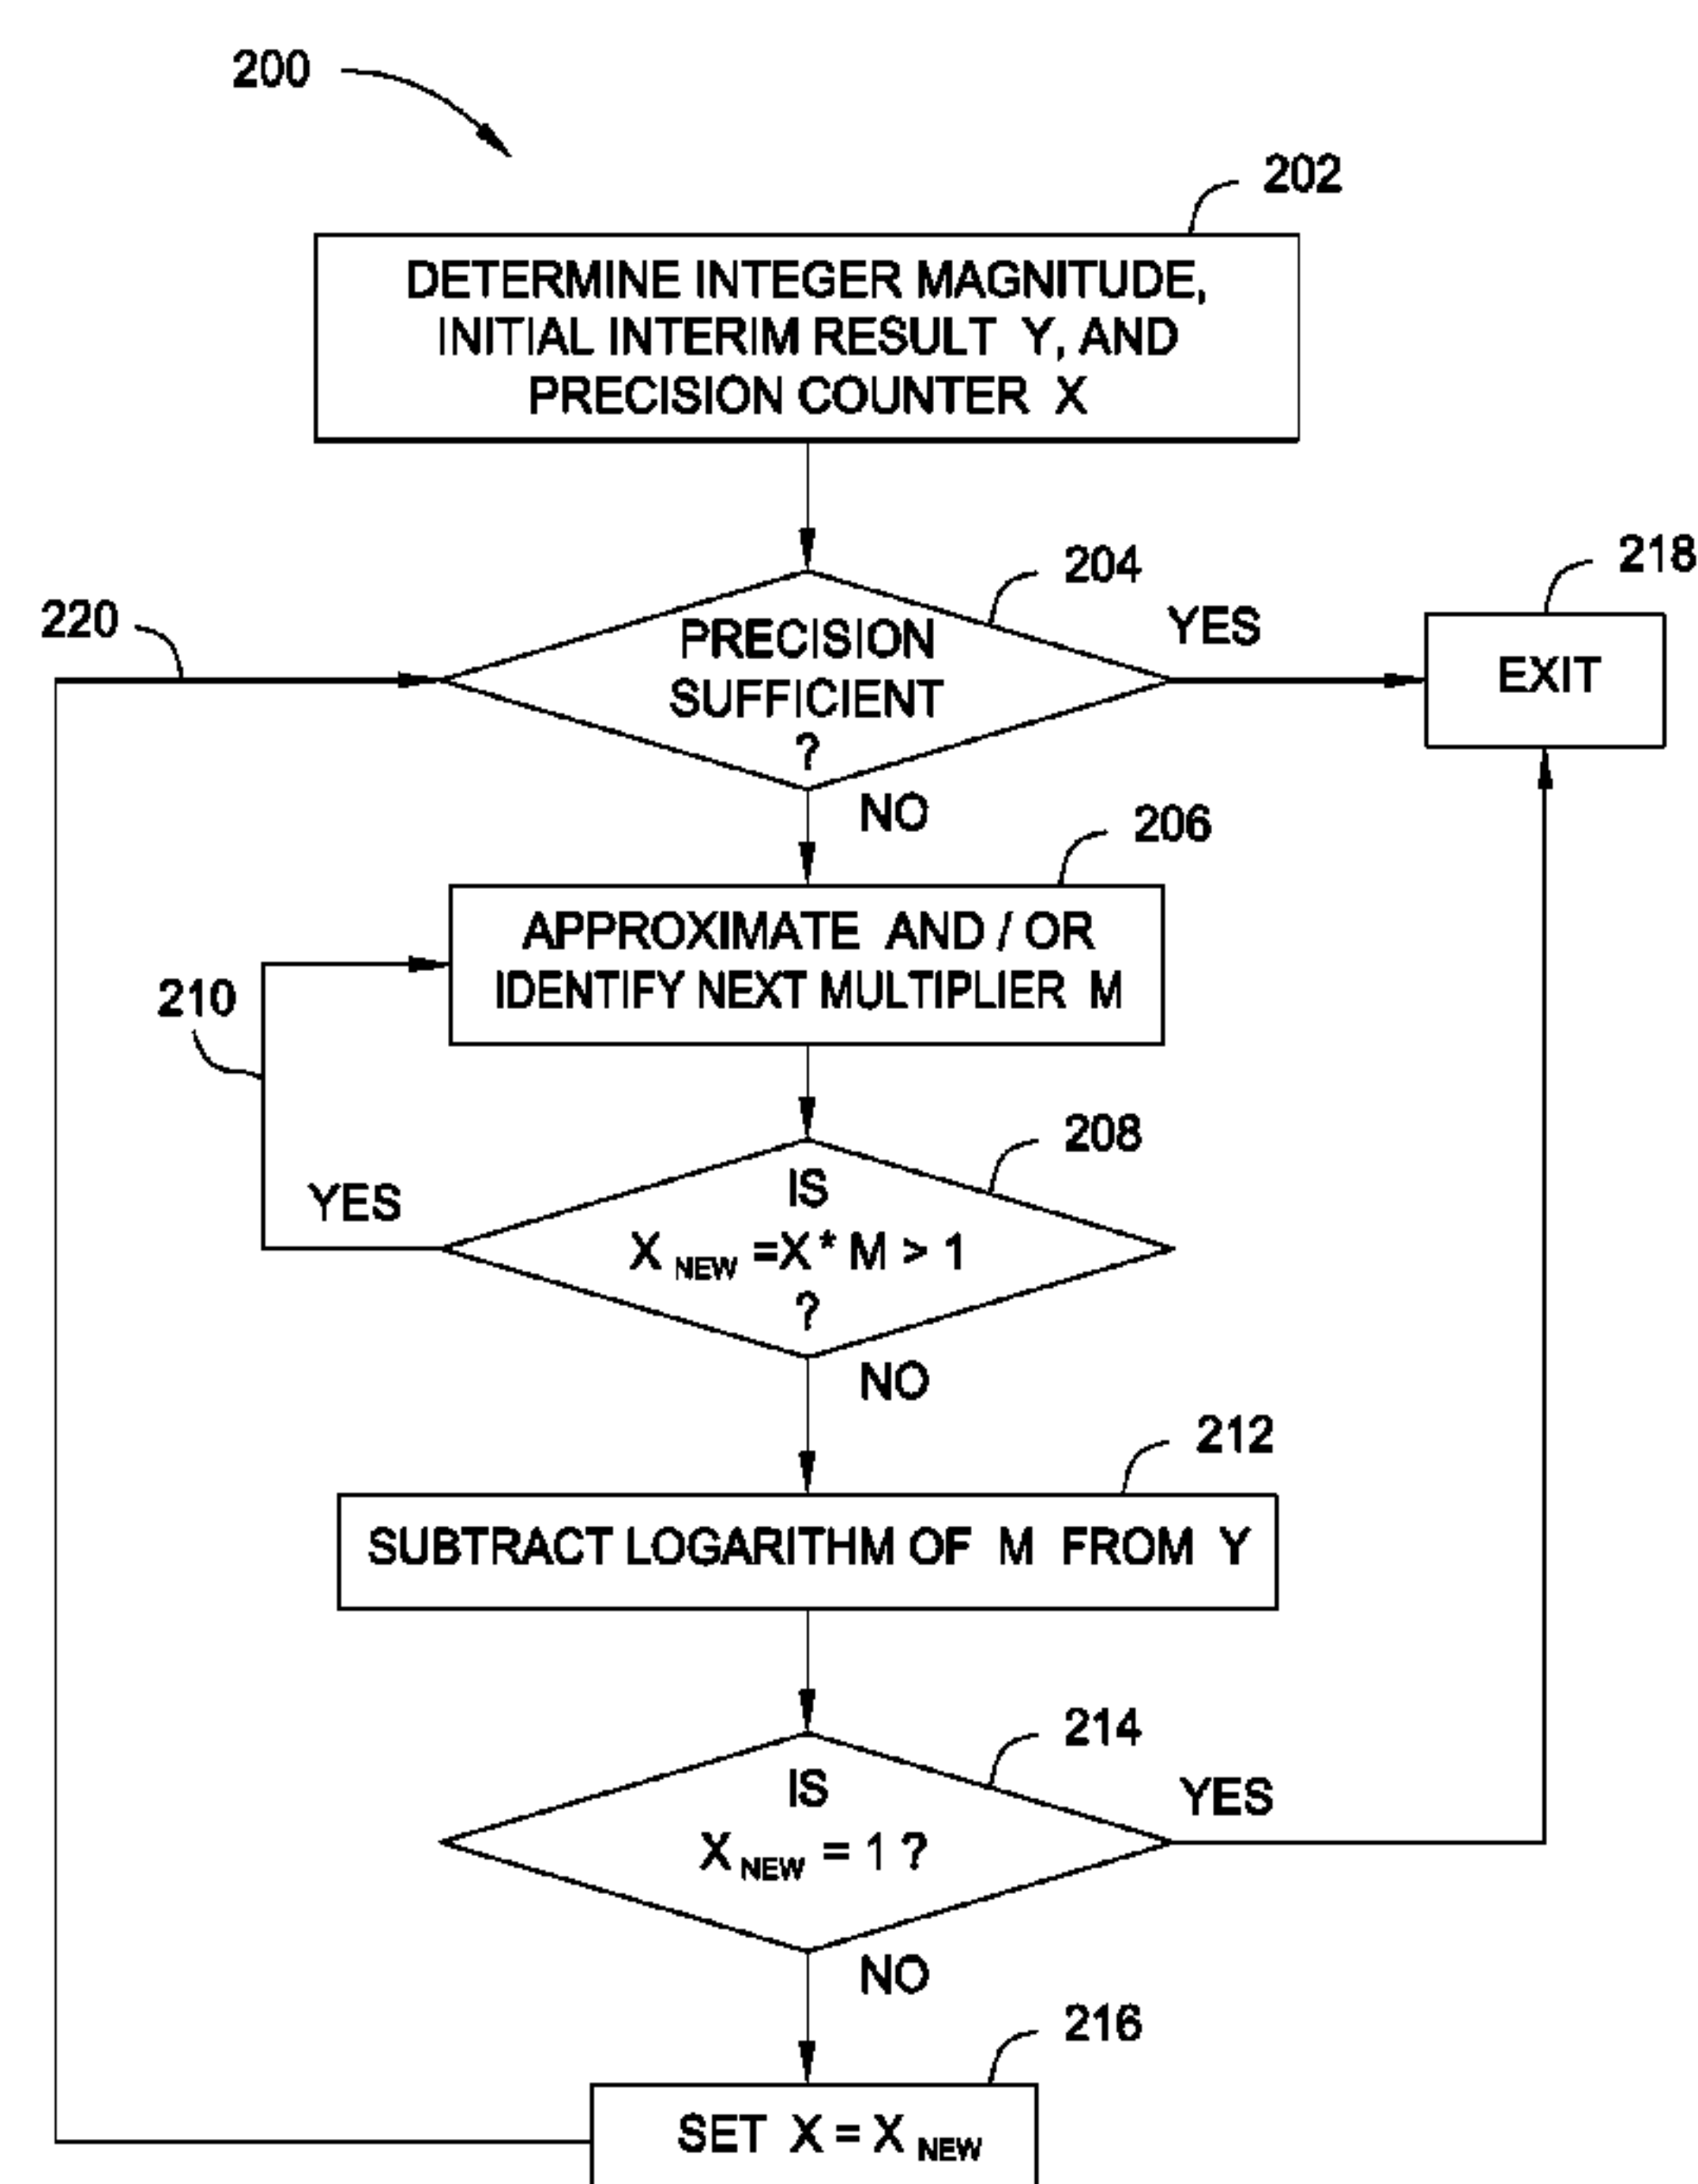 200
202
DETERMINE INTEGER MAGNITUDE,
INITIAL INTERIM RESULT Y, AND
PRECISION COUNTER X
204
218
220
PRECISION
SUFFICIENT
?
YES
EXIT
NO
206
APPROXIMATE AND / OR
IDENTIFY NEXT MULTIPLIER M
210
208
YES
IS
X NEW =X * M > 1
?
NO
212
SUBTRACT LOGARITHM OF M FROM Y
214
IS
X NEW = 1 ?
YES
NO
216
SET X = X NEW